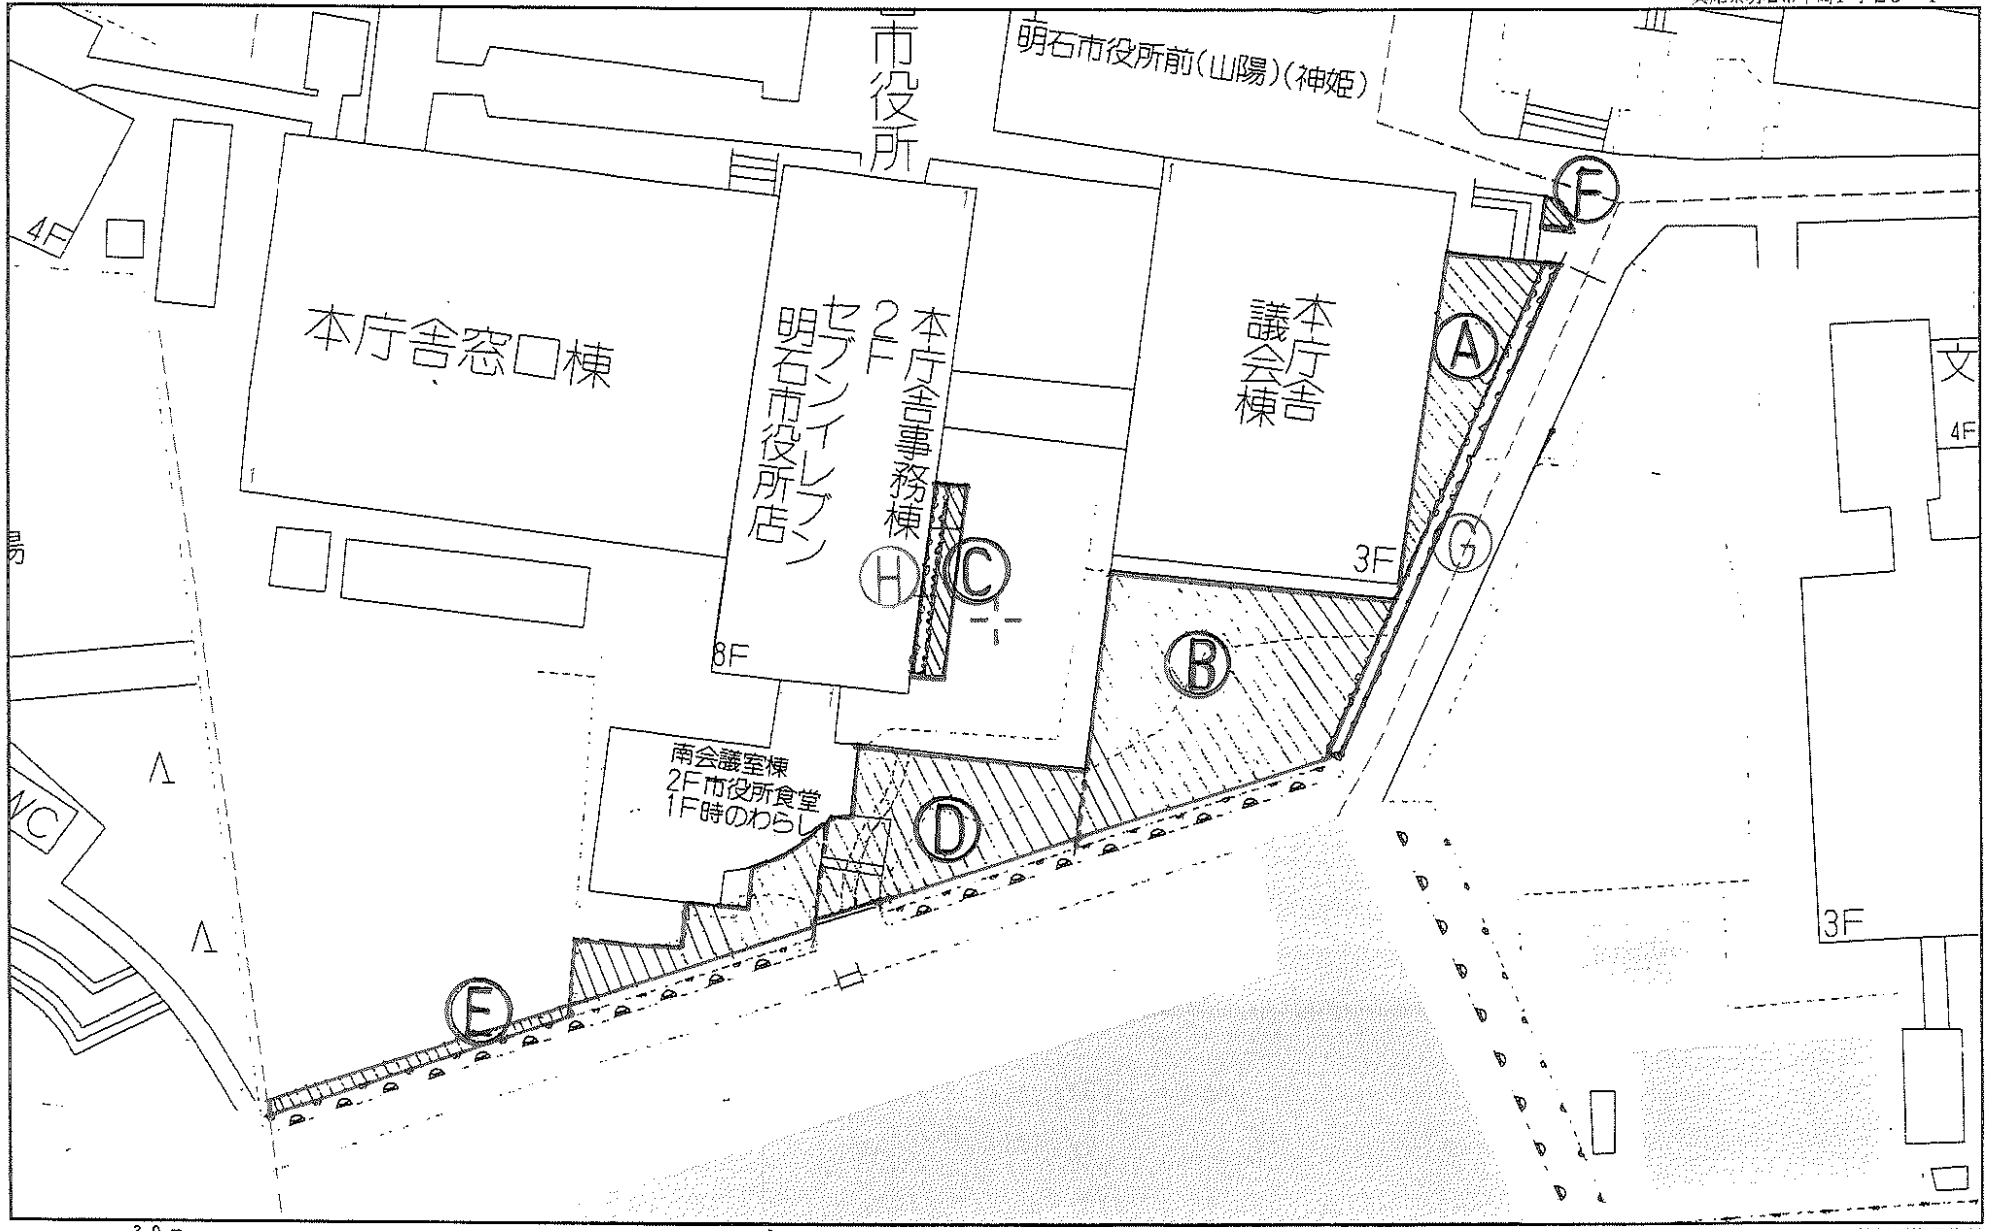 市役所
明石市役所前(山陽)(神姫)
F
4F
本庁舎窓口棟
本庁舎事務棟
2F
セブンイレブン
明石市役所店
本庁舎
議会棟
A
文
4F
3F
G
H
C
8F
B
南会議室棟
2F市役所食堂
1F時のわらし
D
WC
E
3F